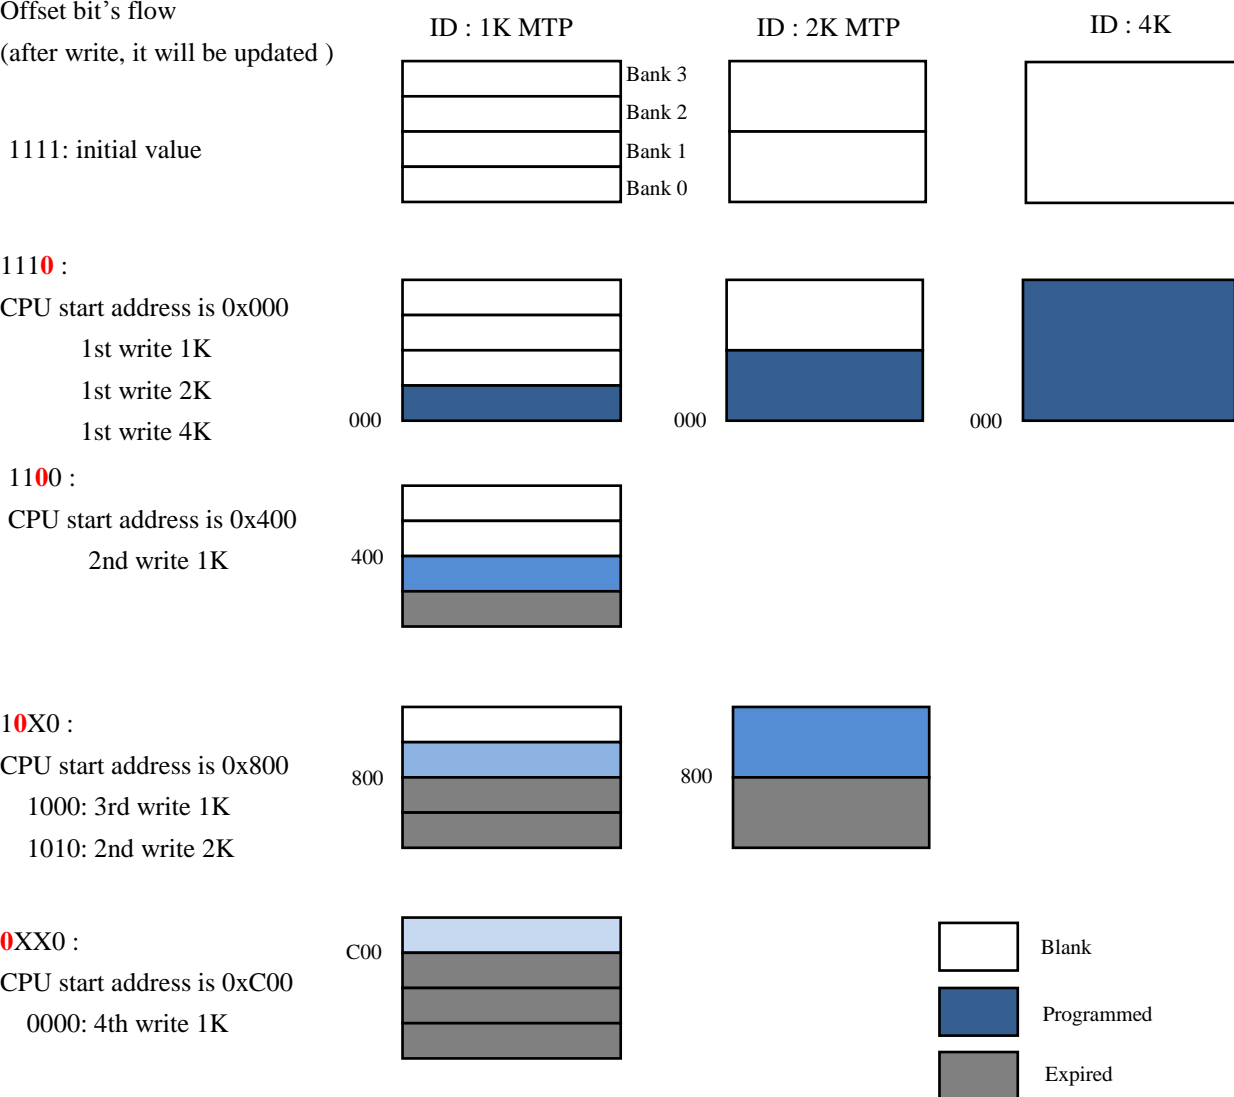 Offset bit's flow
(after write, it will be updated )
ID : 1K MTP
ID : 2K MTP
ID : 4K
Bank 3
Bank 2
Bank 1
Bank 0
1111: initial value
1110 :
CPU start address is 0x000
1st write 1K
1st write 2K
1st write 4K
000
000
000
1100 :
CPU start address is 0x400
2nd write 1K
400
10X0 :
CPU start address is 0x800
1000: 3rd write 1K
1010: 2nd write 2K
800
800
0XX0 :
CPU start address is 0xC00
0000: 4th write 1K
C00
Blank
Programmed
Expired